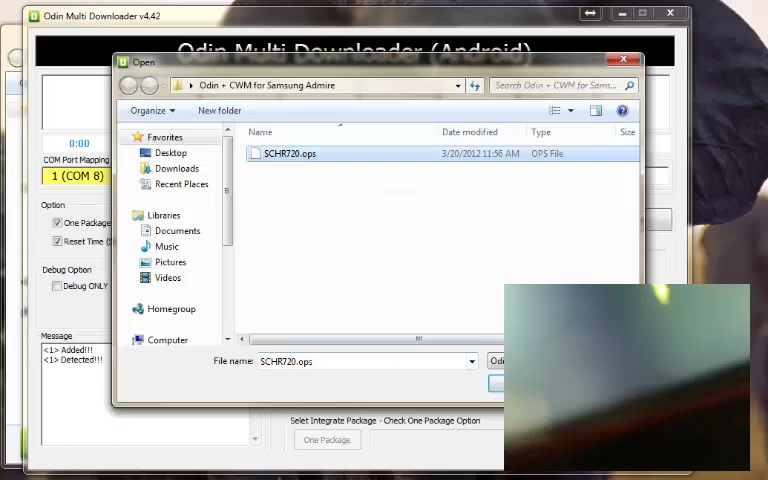 Odin Multi Downloader v4.42
Odin Multi Downloader (Android)
Open
Odin + CWM for Samsung Admire
Search Odin + CWM for Sams...
Organize
New folder
Favorites
Desktop
Downloads
Recent Places
Libraries
Documents
Music
Pictures
Videos
Homegroup
Computer
Name
Date modified
Type
Size
SCHR720.ops
3/20/2012 11:56 AM
OPS File
File name:
SCHR720.ops
Odi
0:00
COM Port Mapping
1 (COM 8)
Option
One Package
Reset Time (
Debug Option
Debug ONLY
Message
<1> Added!!!
<1> Detected!!!
Selet Integrate Package - Check One Package Option
One Package